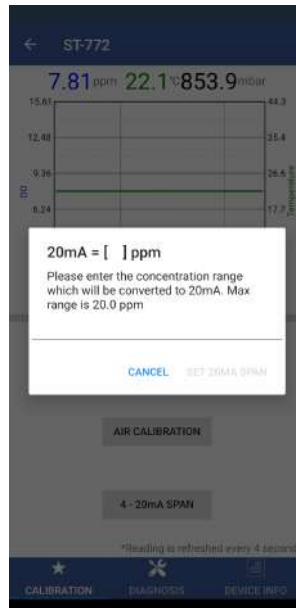 ← ST-772
7.81 ppm 22.1 °C 853.9 mbar
15.61 44.3
12.48 35.4
9.36 26.6
DO
Temperature
6.24 17.7
20mA = [ ] ppm
Please enter the concentration range
which will be converted to 20mA. Max
range is 20.0 ppm
CANCEL SET 20MA SPAN
AIR CALIBRATION
4 - 20mA SPAN
*Reading is refreshed every 4 second
CALIBRATION DIAGNOSIS DEVICE INFO